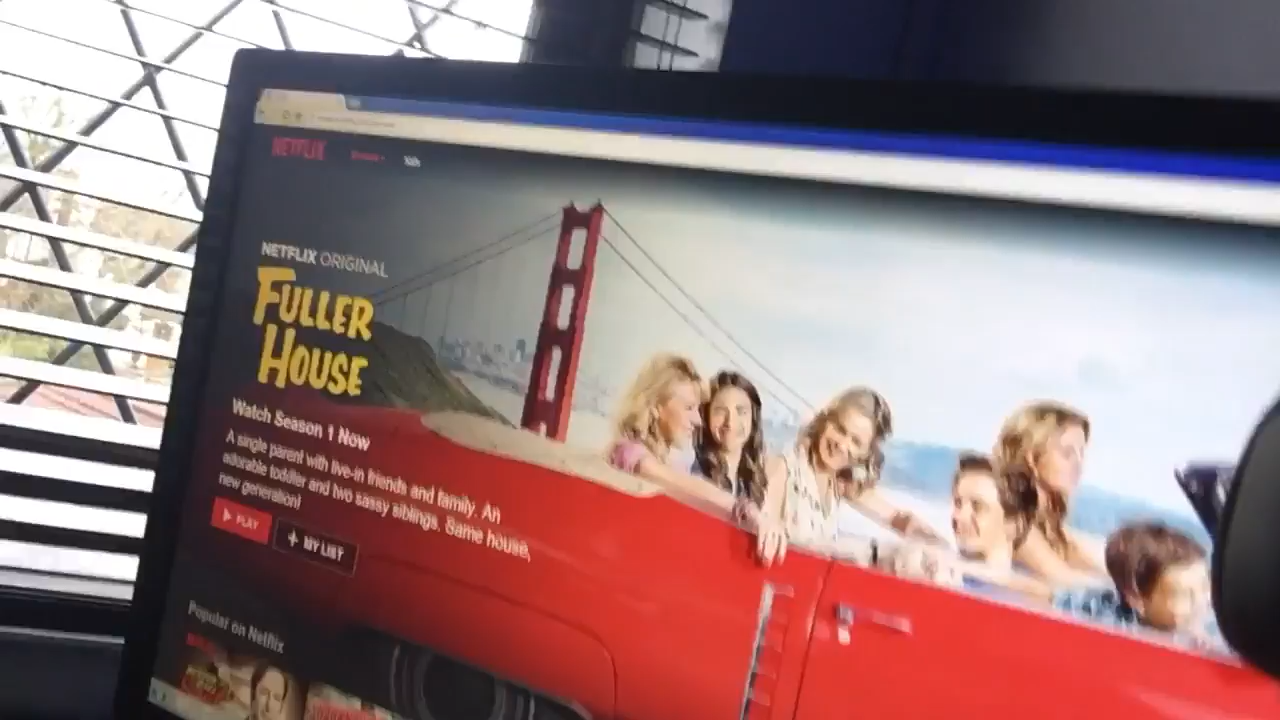 NETFLIX
Kids
NETFLIX ORIGINAL
FULLER
HOUSE
Watch Season 1 Now
A single parent with live-in friends and family. An
adorable toddler and two sassy siblings. Same house,
new generation!
PLAY
+ MY LIST
Popular on Netflix